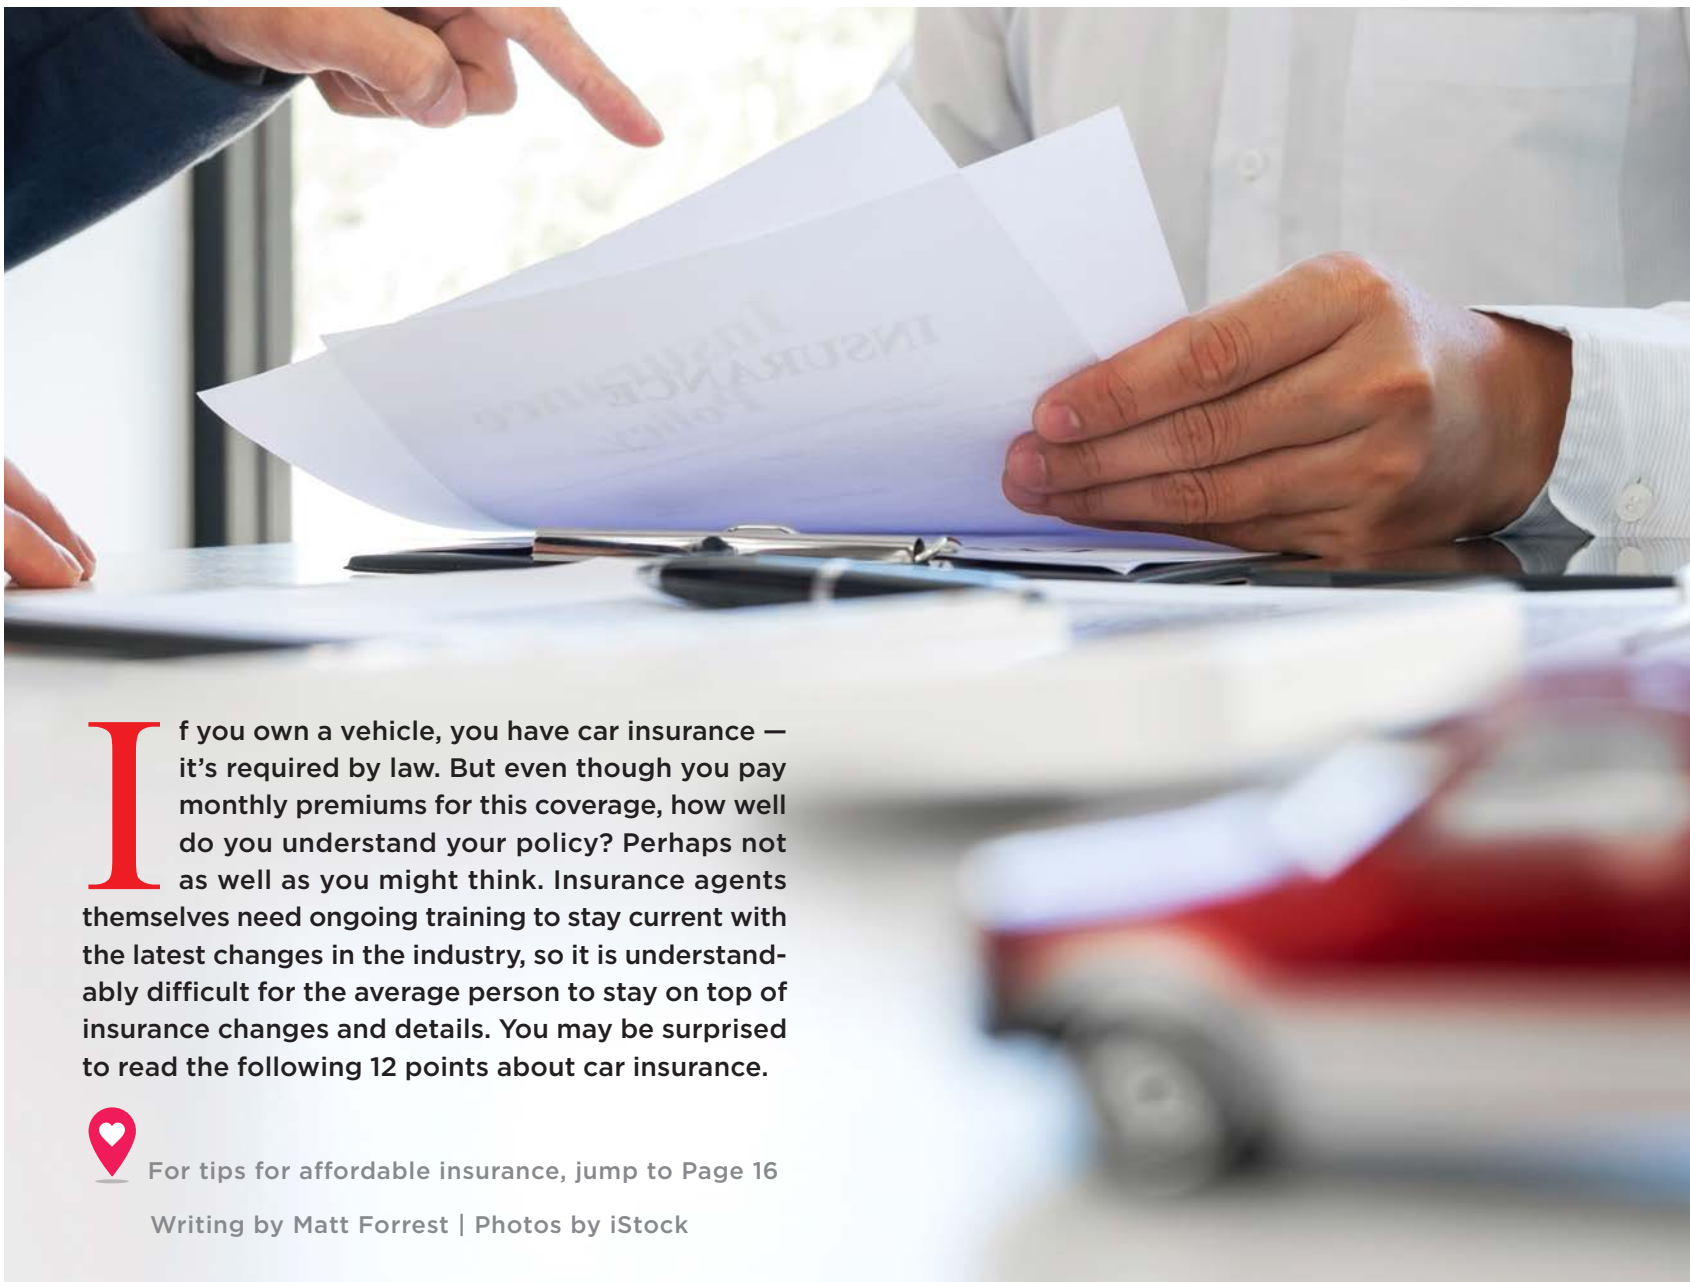 Insurance
INSURANCE
Policy
If you own a vehicle, you have car insurance —
it’s required by law. But even though you pay
monthly premiums for this coverage, how well
do you understand your policy? Perhaps not
as well as you might think. Insurance agents
themselves need ongoing training to stay current with
the latest changes in the industry, so it is understand-
ably difficult for the average person to stay on top of
insurance changes and details. You may be surprised
to read the following 12 points about car insurance.
For tips for affordable insurance, jump to Page 16
Writing by Matt Forrest | Photos by iStock